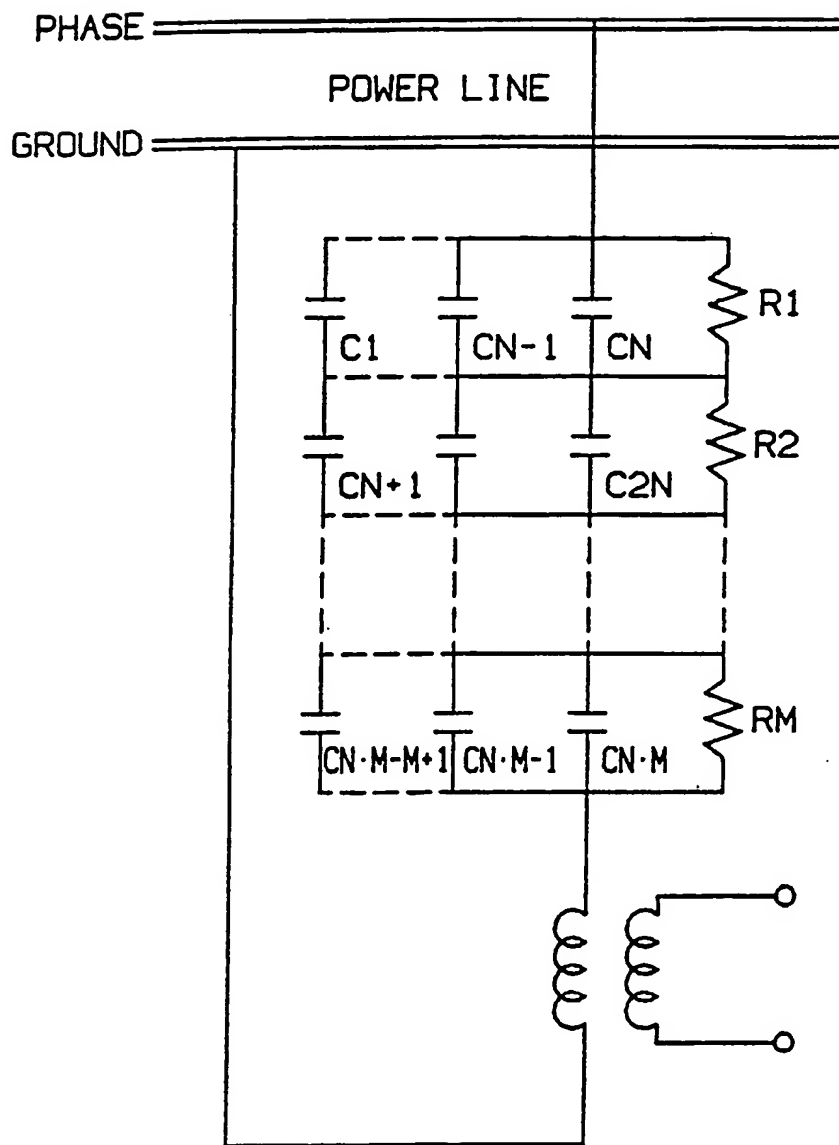 PHASE
POWER LINE
GROUND
R1
C1 CN-1 CN
R2
CN+1 C2N
RM
CN·M-M+1 CN·M-1 CN·M